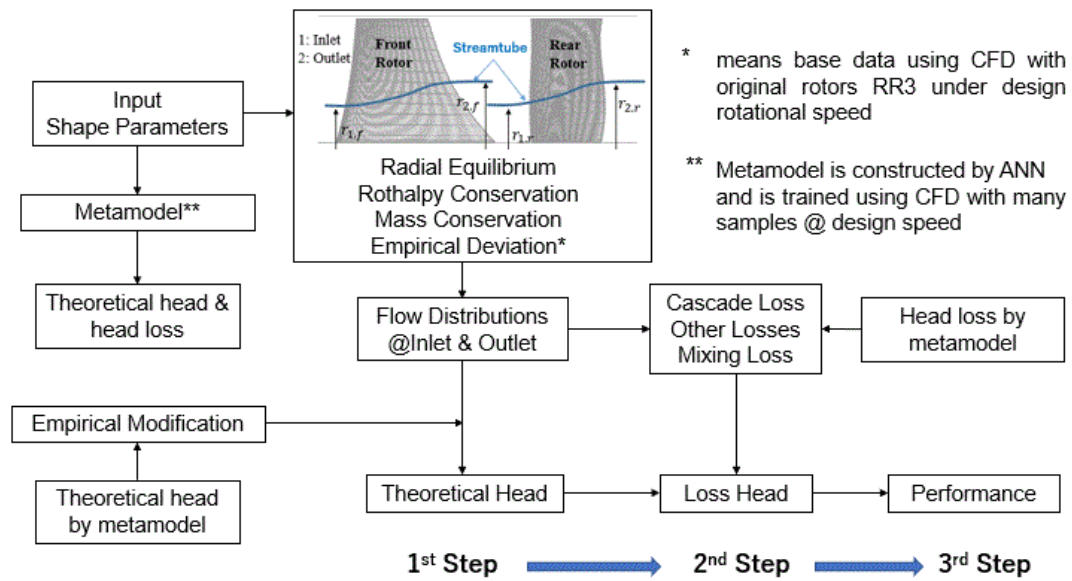 1: Inlet
2: Outlet
Front
Rotor
Streamtube
Rear
Rotor
r1.f
r2.f
r1.r
r2.r
Radial Equilibrium
Rothalpy Conservation
Mass Conservation
Empirical Deviation*
* means base data using CFD with
original rotors RR3 under design
rotational speed
** Metamodel is constructed by ANN
and is trained using CFD with many
samples @ design speed
Input
Shape Parameters
Metamodel**
Theoretical head &
head loss
Flow Distributions
@Inlet & Outlet
Cascade Loss
Other Losses
Mixing Loss
Head loss by
metamodel
Empirical Modification
Theoretical head
by metamodel
Theoretical Head
Loss Head
Performance
1st Step
2nd Step
3rd Step